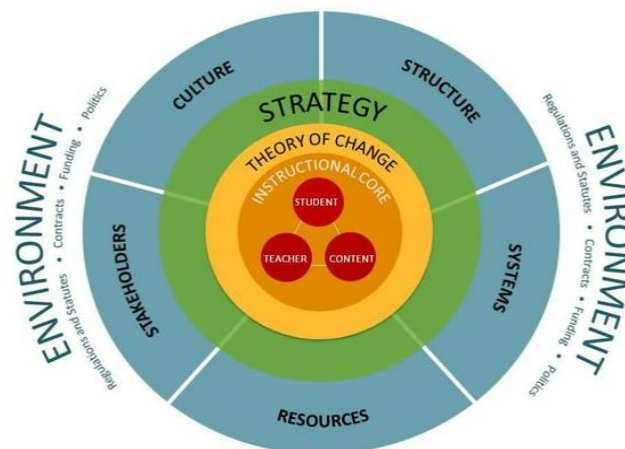 CULTURE
STRUCTURE
STRATEGY
THEORY OF CHANGE
INSTRUCTIONAL CORE
STUDENT
TEACHER
CONTENT
STAKEHOLDERS
SYSTEMS
RESOURCES
ENVIRONMENT
Regulations and Statutes • Contracts • Funding • Politics
ENVIRONMENT
Regulations and Statutes • Contracts • Funding • Politics